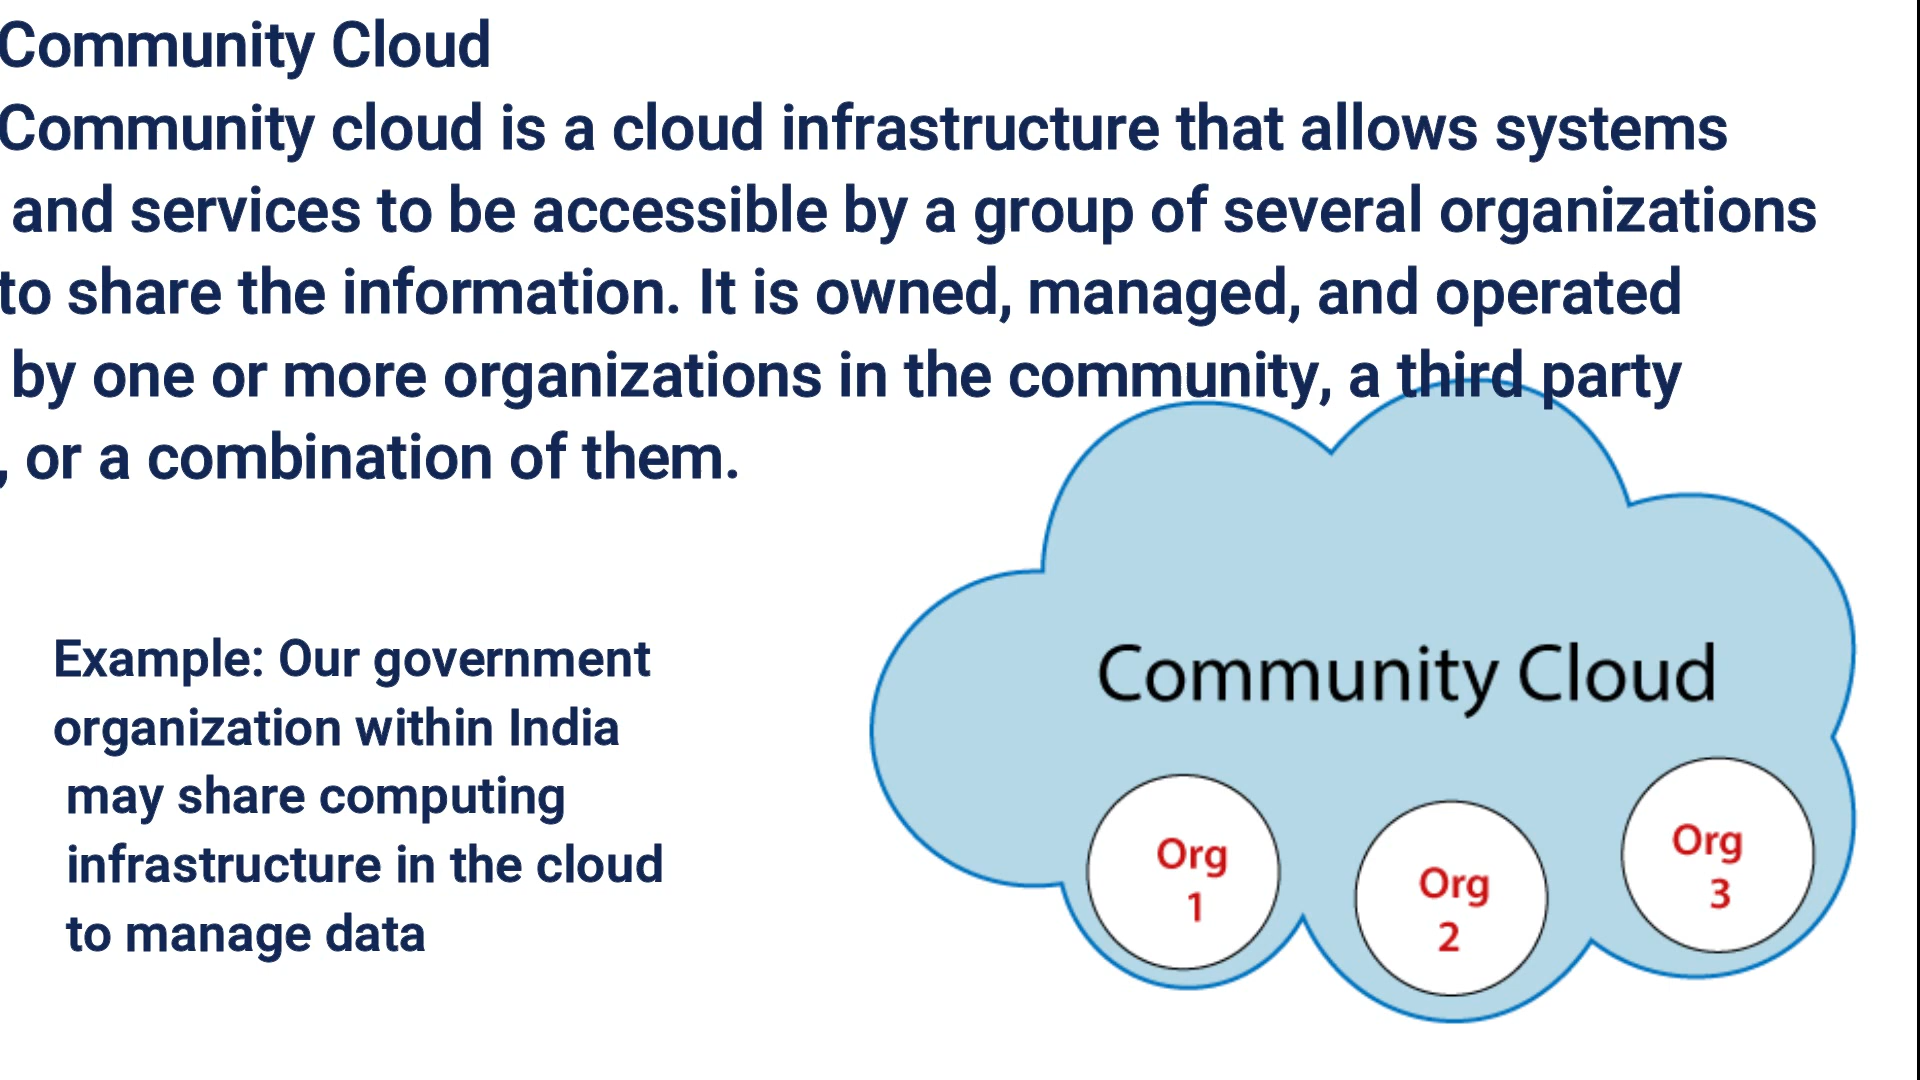 Community Cloud
Community cloud is a cloud infrastructure that allows systems
and services to be accessible by a group of several organizations
to share the information. It is owned, managed, and operated
by one or more organizations in the community, a third party
, or a combination of them.
Example: Our government
organization within India
may share computing
infrastructure in the cloud
to manage data
Community Cloud
Org
1
Org
2
Org
3